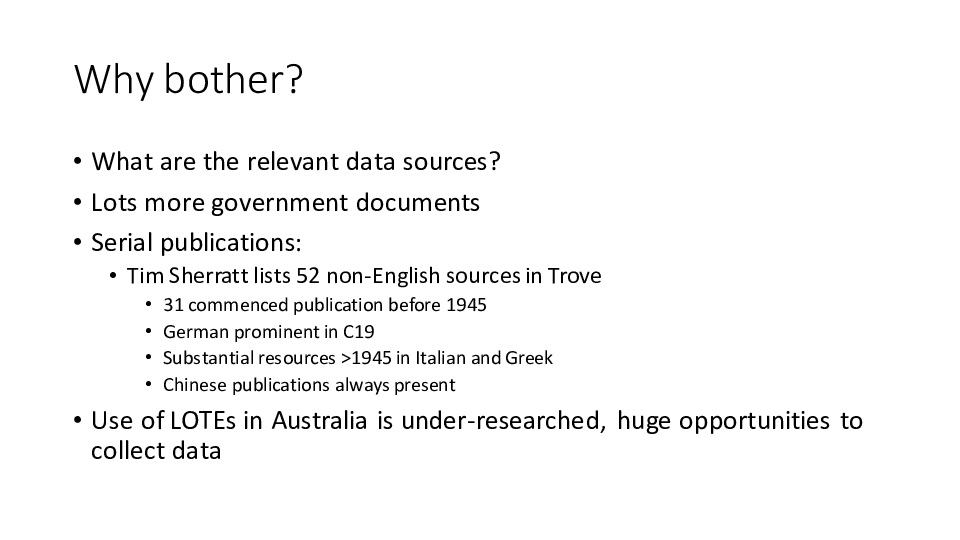 Why bother?
• What are the relevant data sources?
• Lots more government documents
• Serial publications:
• Tim Sherratt lists 52 non-English sources in Trove
• 31 commenced publication before 1945
• German prominent in C19
• Substantial resources >1945 in Italian and Greek
• Chinese publications always present
• Use of LOTEs in Australia is under-researched, huge opportunities to
collect data